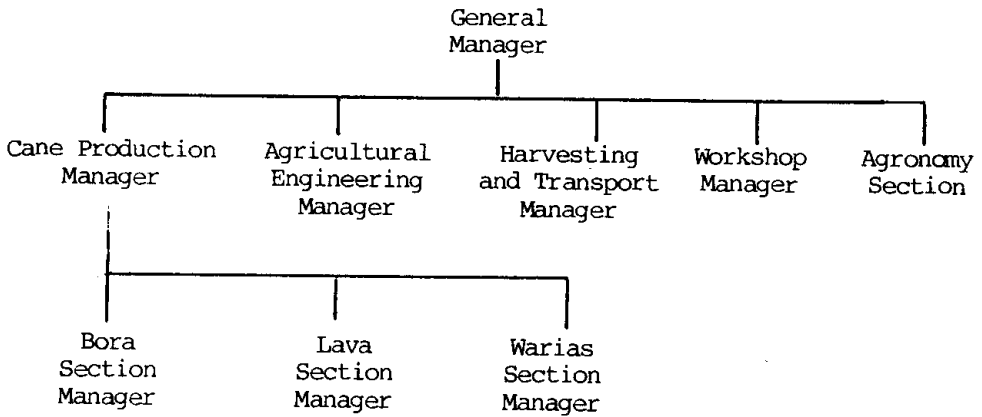 General
Manager
Cane Production
Manager
Agricultural
Engineering
Manager
Harvesting
and Transport
Manager
Workshop
Manager
Agronomy
Section
Bora
Section
Manager
Lava
Section
Manager
Warias
Section
Manager